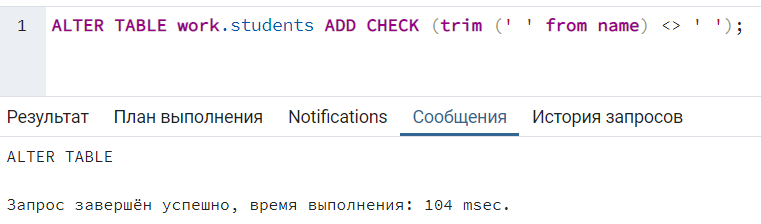 1 ALTER TABLE work.students ADD CHECK (trim (' ' from name) <> ' ');
Результат План выполнения Notifications Сообщения История запросов
ALTER TABLE
Запрос завершён успешно, время выполнения: 104 msec.